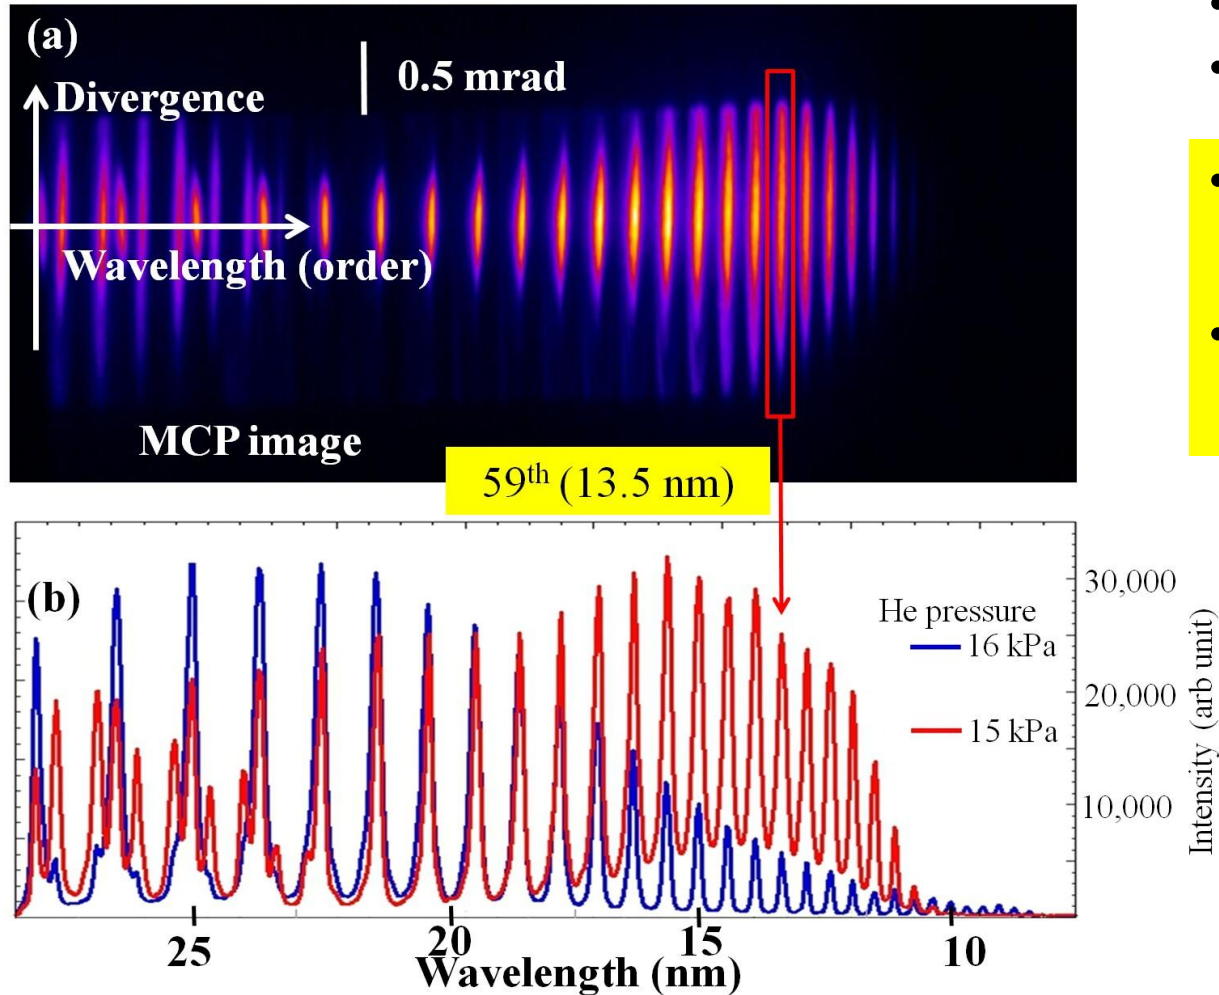 (a)
0.5 mrad
Divergence
Wavelength (order)
MCP image
59th (13.5 nm)
(b)
He pressure
16 kPa
15 kPa
30,000
20,000
10,000
Intensity (arb unit)
25
20
15
10
Wavelength (nm)